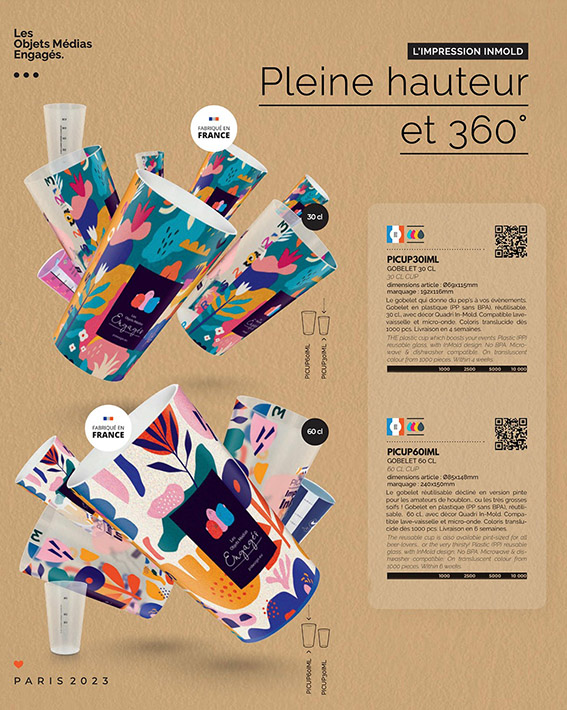 Les
Objets Médias
Engagés.
L'IMPRESSION INMOLD
Pleine hauteur
et 360°
FABRIQUÉ EN
FRANCE
30 cl
PICUP60IML
PICUP30IML
PICUP30IML
GOBELET 30 CL
30 CL CUP
dimensions article : Ø69x115mm
marquage : 192x116mm
Le gobelet qui donne du pep's à vos évènements.
Gobelet en plastique (PP sans BPA), réutilisable,
30 cl., avec décor Quadri In-Mold. Compatible lave-
vaisselle et micro-onde. Coloris translucide dès
1000 pcs. Livraison en 4 semaines.
THE plastic cup which boosts your events. Plastic (PP)
reusable glass, with InMold design. No BPA. Micro-
wave & dishwasher compatible. On translucent
colour from 1000 pieces. Within 4 weeks.
1000 2500 5000 10 000
FABRIQUÉ EN
FRANCE
60 cl
Les
Objets Médias
Engagés
PICUP60IML
GOBELET 60 CL
60 CL CUP
dimensions article : Ø85x148mm
marquage : 240x150mm
Le gobelet réutilisable décliné en version pinte
pour les amateurs de houblon... ou les très grosses
soifs ! Gobelet en plastique (PP sans BPA), réutili-
sable, 60 cl., avec décor Quadri In-Mold. Compa-
tible lave-vaisselle et micro-onde. Coloris translu-
cide dès 1000 pcs. Livraison en 6 semaines.
The reusable cup is also available pint-sized for all
beer-lovers... or the very thirsty! Plastic (PP) reusable
glass, with InMold design. No BPA. Microwave & dis-
hwasher compatible. On translucent colour from
1000 pieces. Within 6 weeks.
1000 2500 5000 10 000
PICUP60IML
PICUP30IML
PARIS2023